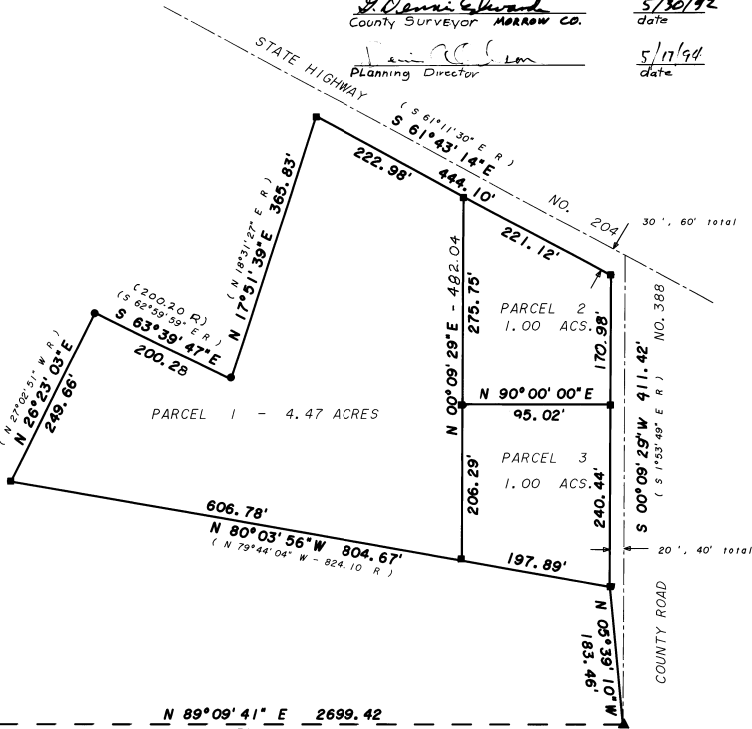 County Surveyor MORROW CO.
5/30/92
date
Planning Director
5/17/94
date
STATE HIGHWAY NO. 204
( S 61°11'30" E R )
S 61°43'14"E
444.10'
222.98'
221.12'
30', 60' total
( N 18°31'27" E R )
N 17°51'39"E 365.83'
(200.20 R)
(S 62°59'59" E R)
S 63°39'47"E
200.28
( N 27°02'51" W R )
N 26°23'03"E
249.66'
PARCEL 1 - 4.47 ACRES
N 00°09'29"E - 482.04
275.75'
206.29'
PARCEL 2
1.00 ACS.
170.98'
N 90°00'00"E
95.02'
PARCEL 3
1.00 ACS.
240.44'
S 00°09'29"W 411.42'
( S 1°53'49" E R )
COUNTY ROAD NO. 388
606.78'
N 80°03'56"W 804.67'
( N 79°44'04" W - 824.10 R )
197.89'
20', 40' total
N 05°39'10"W
183.46'
N 89°09'41" E 2699.42